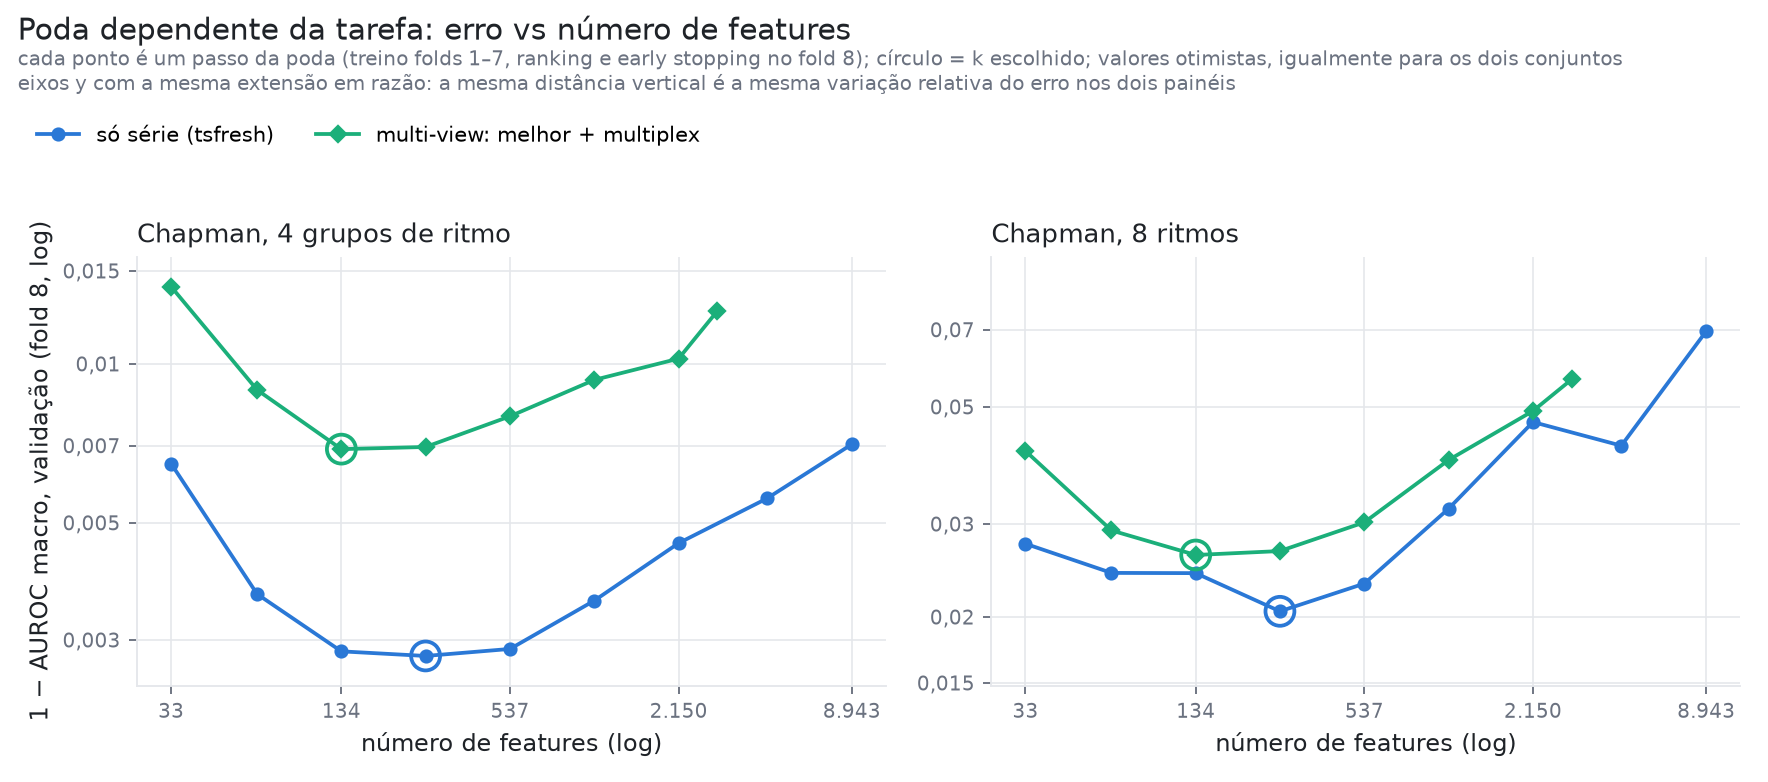 Poda dependente da tarefa: erro vs número de features
cada ponto é um passo da poda (treino folds 1–7, ranking e early stopping no fold 8); círculo = k escolhido; valores otimistas, igualmente para os dois conjuntos
eixos y com a mesma extensão em razão: a mesma distância vertical é a mesma variação relativa do erro nos dois painéis
só série (tsfresh)
multi-view: melhor + multiplex
Chapman, 4 grupos de ritmo
1 − AUROC macro, validação (fold 8, log)
0,015
0,01
0,007
0,005
0,003
33
134
537
2.150
8.943
número de features (log)
Chapman, 8 ritmos
0,07
0,05
0,03
0,02
0,015
33
134
537
2.150
8.943
número de features (log)